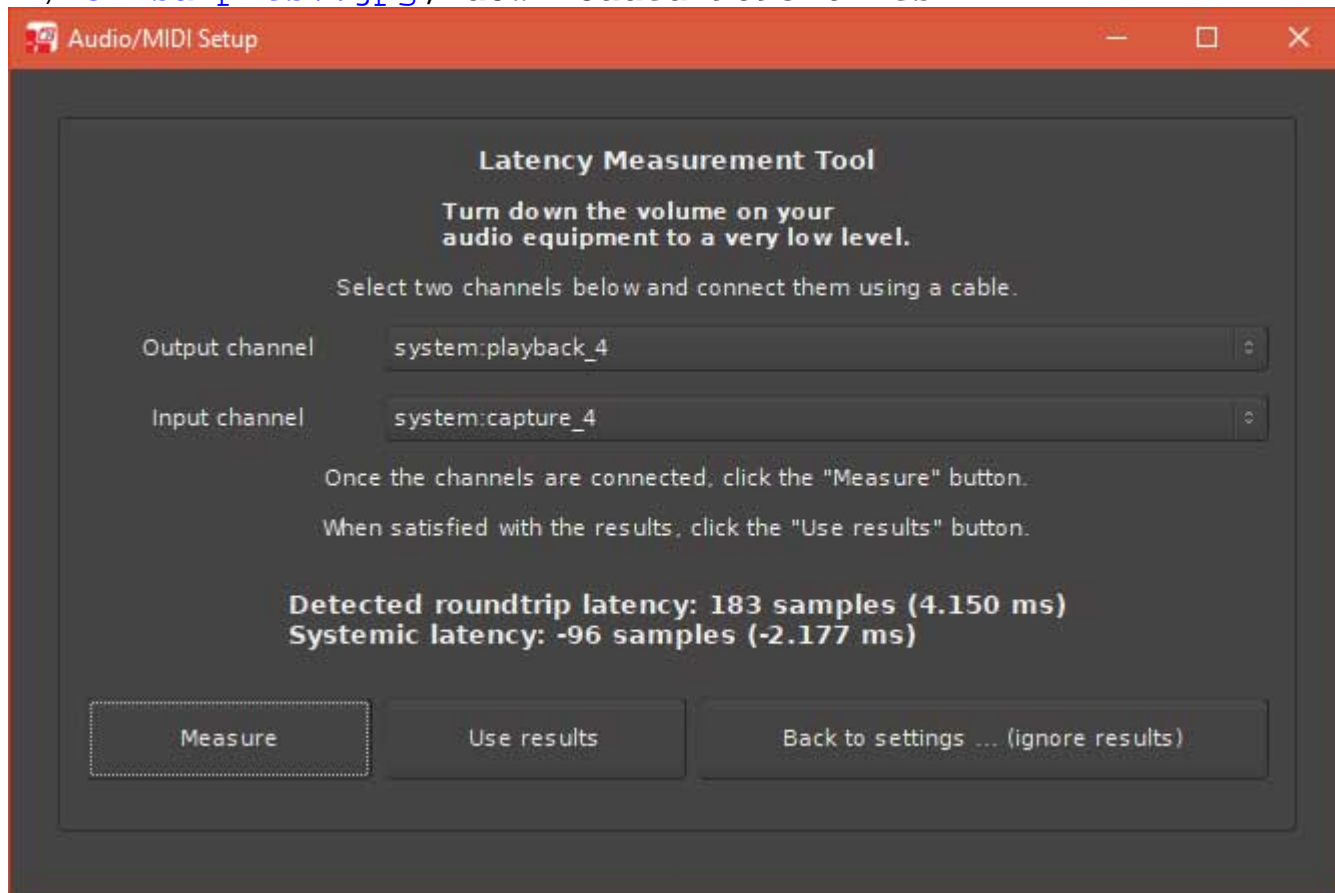 Audio/MIDI Setup
Latency Measurement Tool
Turn down the volume on your
audio equipment to a very low level.
Select two channels below and connect them using a cable.
Output channel system:playback_4
Input channel system:capture_4
Once the channels are connected, click the "Measure" button.
When satisfied with the results, click the "Use results" button.
Detected roundtrip latency: 183 samples (4.150 ms)
Systemic latency: -96 samples (-2.177 ms)
Measure Use results Back to settings ... (ignore results)